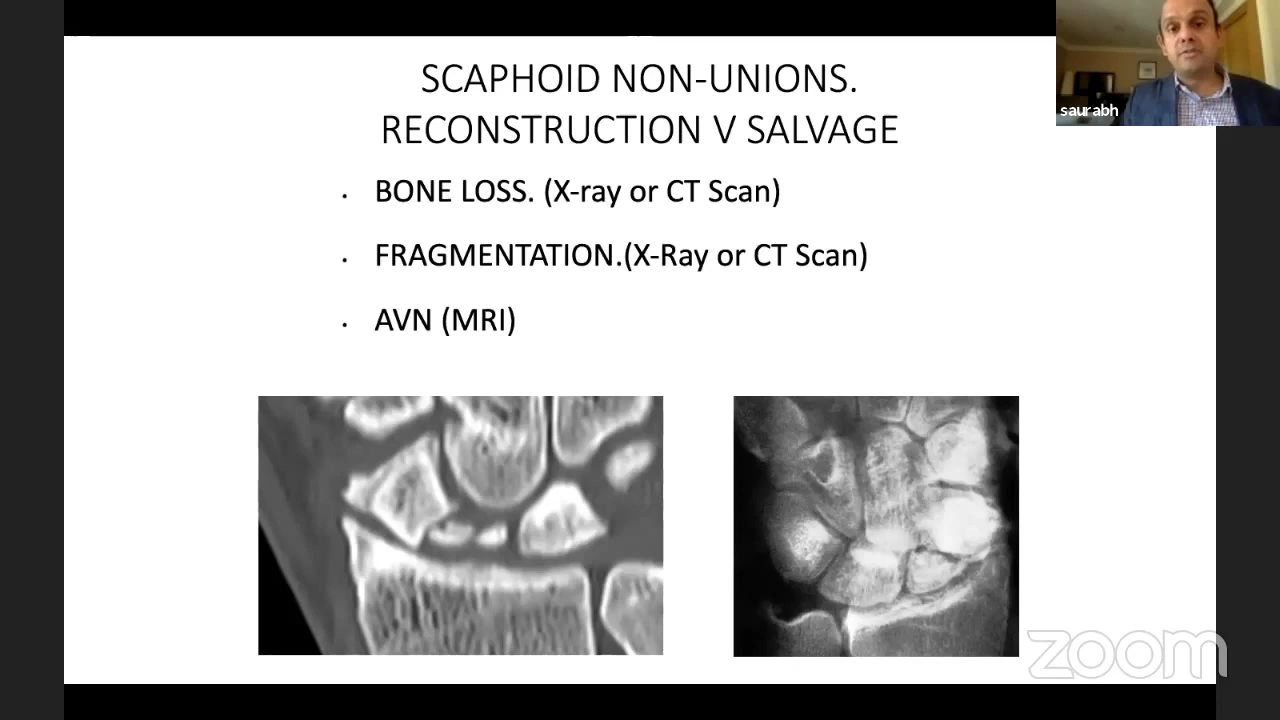 SCAPHOID NON-UNIONS.
RECONSTRUCTION V SALVAGE
saurabh
· BONE LOSS. (X-ray or CT Scan)
· FRAGMENTATION.(X-Ray or CT Scan)
· AVN (MRI)
zoom